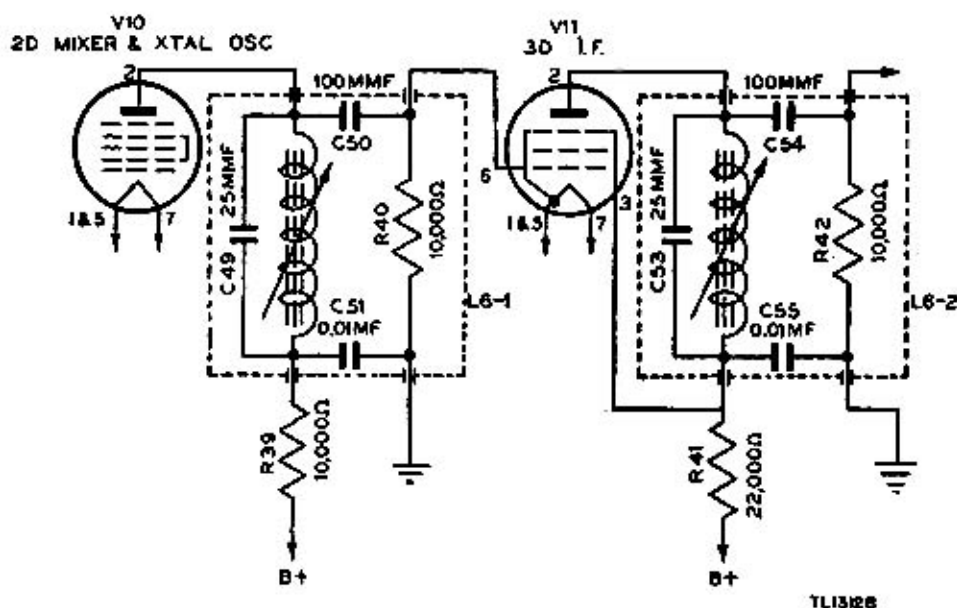 V10
2D MIXER & XTAL OSC
2
1&5
7
100MMF
C50
25MMF
C49
R40
10,000Ω
C51
0.01MF
L6-1
R39
10,000Ω
B+
V11
3D I.F.
2
6
3
1&5
7
100MMF
C54
25MMF
C53
R42
10,000Ω
C55
0.01MF
L6-2
R41
22,000Ω
B+
TL13126